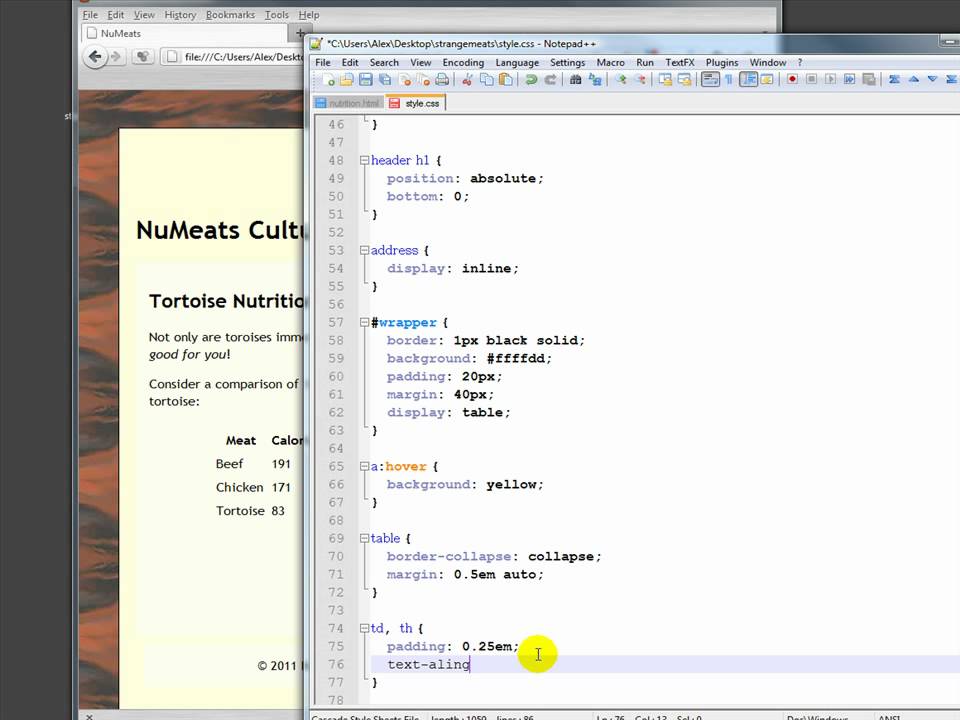 File Edit View History Bookmarks Tools Help
NuMeats
file:///C:/Users/Alex/Deskto
NuMeats Cultu
Tortoise Nutritio
Not only are toroises imme
good for you!
Consider a comparison of
tortoise:
Meat Calor
Beef 191
Chicken 171
Tortoise 83
© 2011
*C:\Users\Alex\Desktop\strangemeats\style.css - Notepad++
File Edit Search View Encoding Language Settings Macro Run TextFX Plugins Window ?
nutrition.html style.css
46 }
47
48 header h1 {
49 position: absolute;
50 bottom: 0;
51 }
52
53 address {
54 display: inline;
55 }
56
57 #wrapper {
58 border: 1px black solid;
59 background: #ffffdd;
60 padding: 20px;
61 margin: 40px;
62 display: table;
63 }
64
65 a:hover {
66 background: yellow;
67 }
68
69 table {
70 border-collapse: collapse;
71 margin: 0.5em auto;
72 }
73
74 td, th {
75 padding: 0.25em;
76 text-aling
77 }
78
Cascade Style Sheets File length : 1059 lines : 86 Ln : 76 Col : 13 Sel : 0 ANSI